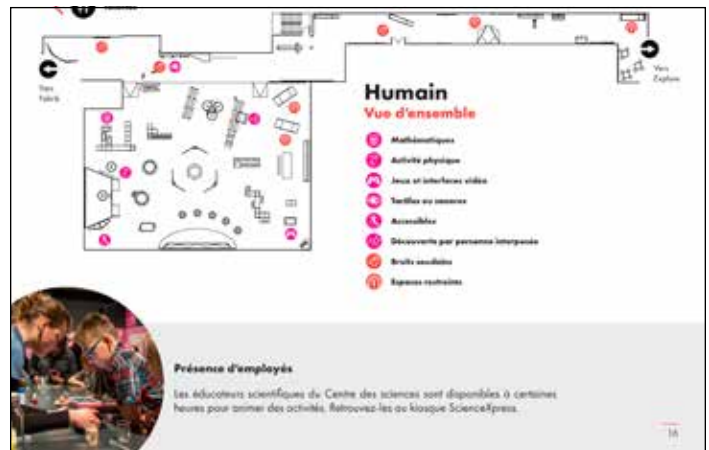 Vers
Fabrik
Vers
Explore
Humain
Vue d'ensemble
Mathématiques
Activité physique
Jeux et interfaces vidéo
Tactiles ou sonores
Accessibles
Découverte par personne interposée
Bruits soudains
Espaces restreints
Présence d'employés
Les éducateurs scientifiques du Centre des sciences sont disponibles à certaines
heures pour animer des activités. Retrouvez-les au kiosque ScienceXpress.
16